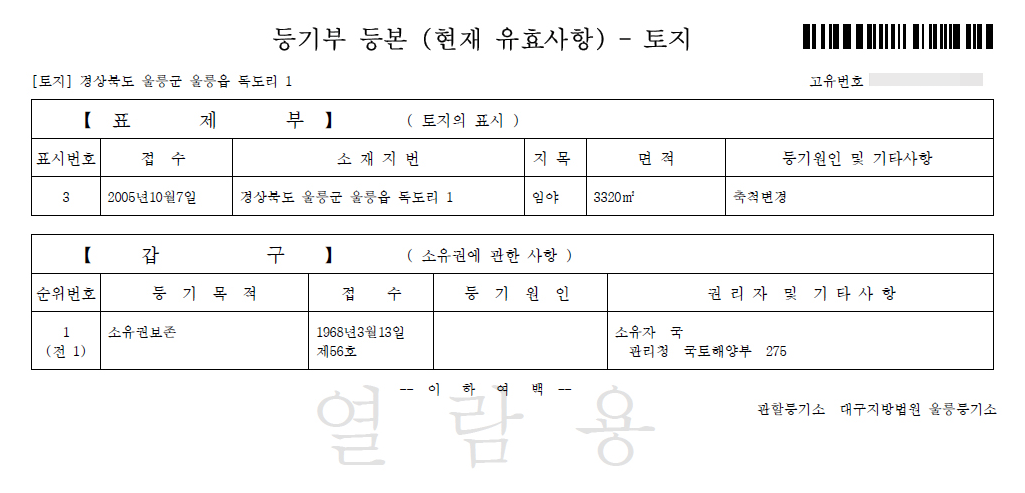 등기부 등본 (현재 유효사항) - 토지
[토지] 경상북도 울릉군 울릉읍 독도리 1 고유번호
【 표 제 부 】 ( 토지의 표시 )
표시번호 접 수 소 재 지 번 지 목 면 적 등기원인 및 기타사항
3 2005년10월7일 경상북도 울릉군 울릉읍 독도리 1 임야 3320㎡ 축척변경
【 갑 구 】 ( 소유권에 관한 사항 )
순위번호 등 기 목 적 접 수 등 기 원 인 권 리 자 및 기 타 사 항
1 소유권보존 1968년3월13일 소유자 국
(전 1) 제56호 관리청 국토해양부 275
-- 이 하 여 백 --
관할등기소 대구지방법원 울릉등기소
열 람 용